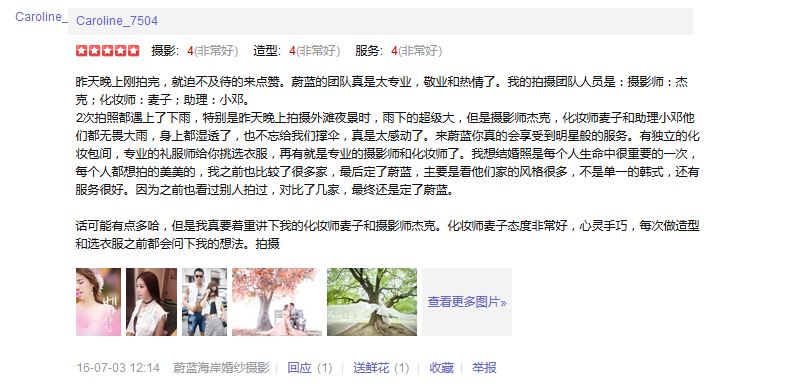 Caroline_ Caroline_7504
摄影: 4(非常好) 造型: 4(非常好) 服务: 4(非常好)
昨天晚上刚拍完，就迫不及待的来点赞。蔚蓝的团队真是太专业，敬业和热情了。我的拍摄团队人员是：摄影师：杰
克；化妆师：麦子；助理：小邓。
2次拍照都遇上了下雨，特别是昨天晚上拍摄外滩夜景时，雨下的超级大，但是摄影师杰克，化妆师麦子和助理小邓他
们都无畏大雨，身上都湿透了，也不忘给我们撑伞，真是太感动了。来蔚蓝你真的会享受到明星般的服务。有独立的化
妆包间，专业的礼服师给你挑选衣服，再有就是专业的摄影师和化妆师了。我想结婚照是每个人生命中很重要的一次，
每个人都想拍的美美的，我之前也比较了很多家，最后定了蔚蓝，主要是看他们家的风格很多，不是单一的韩式，还有
服务很好。因为之前也看过别人拍过，对比了几家，最终还是定了蔚蓝。
话可能有点多哈，但是我真要着重讲下我的化妆师麦子和摄影师杰克。化妆师麦子态度非常好，心灵手巧，每次做造型
和选衣服之前都会问下我的想法。拍摄
查看更多图片»
16-07-03 12:14 蔚蓝海岸婚纱摄影 | 回应 (1) | 送鲜花 (1) | 收藏 | 举报